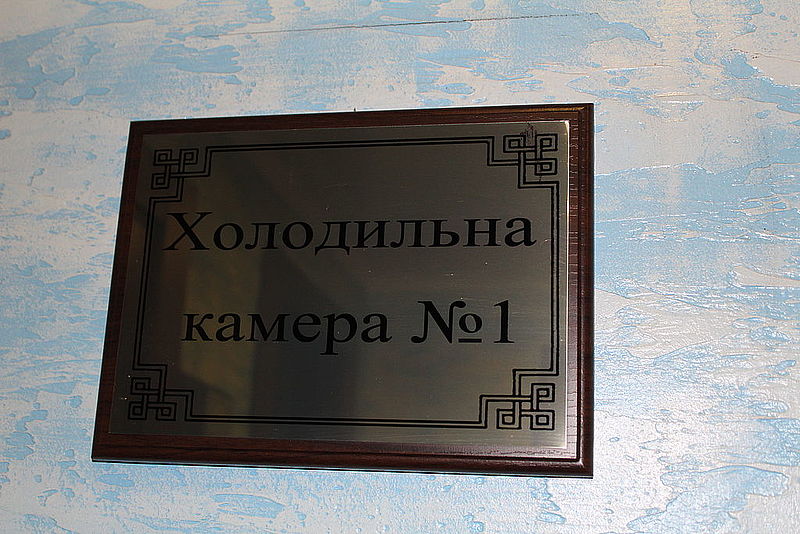 Холодильна
камера №1